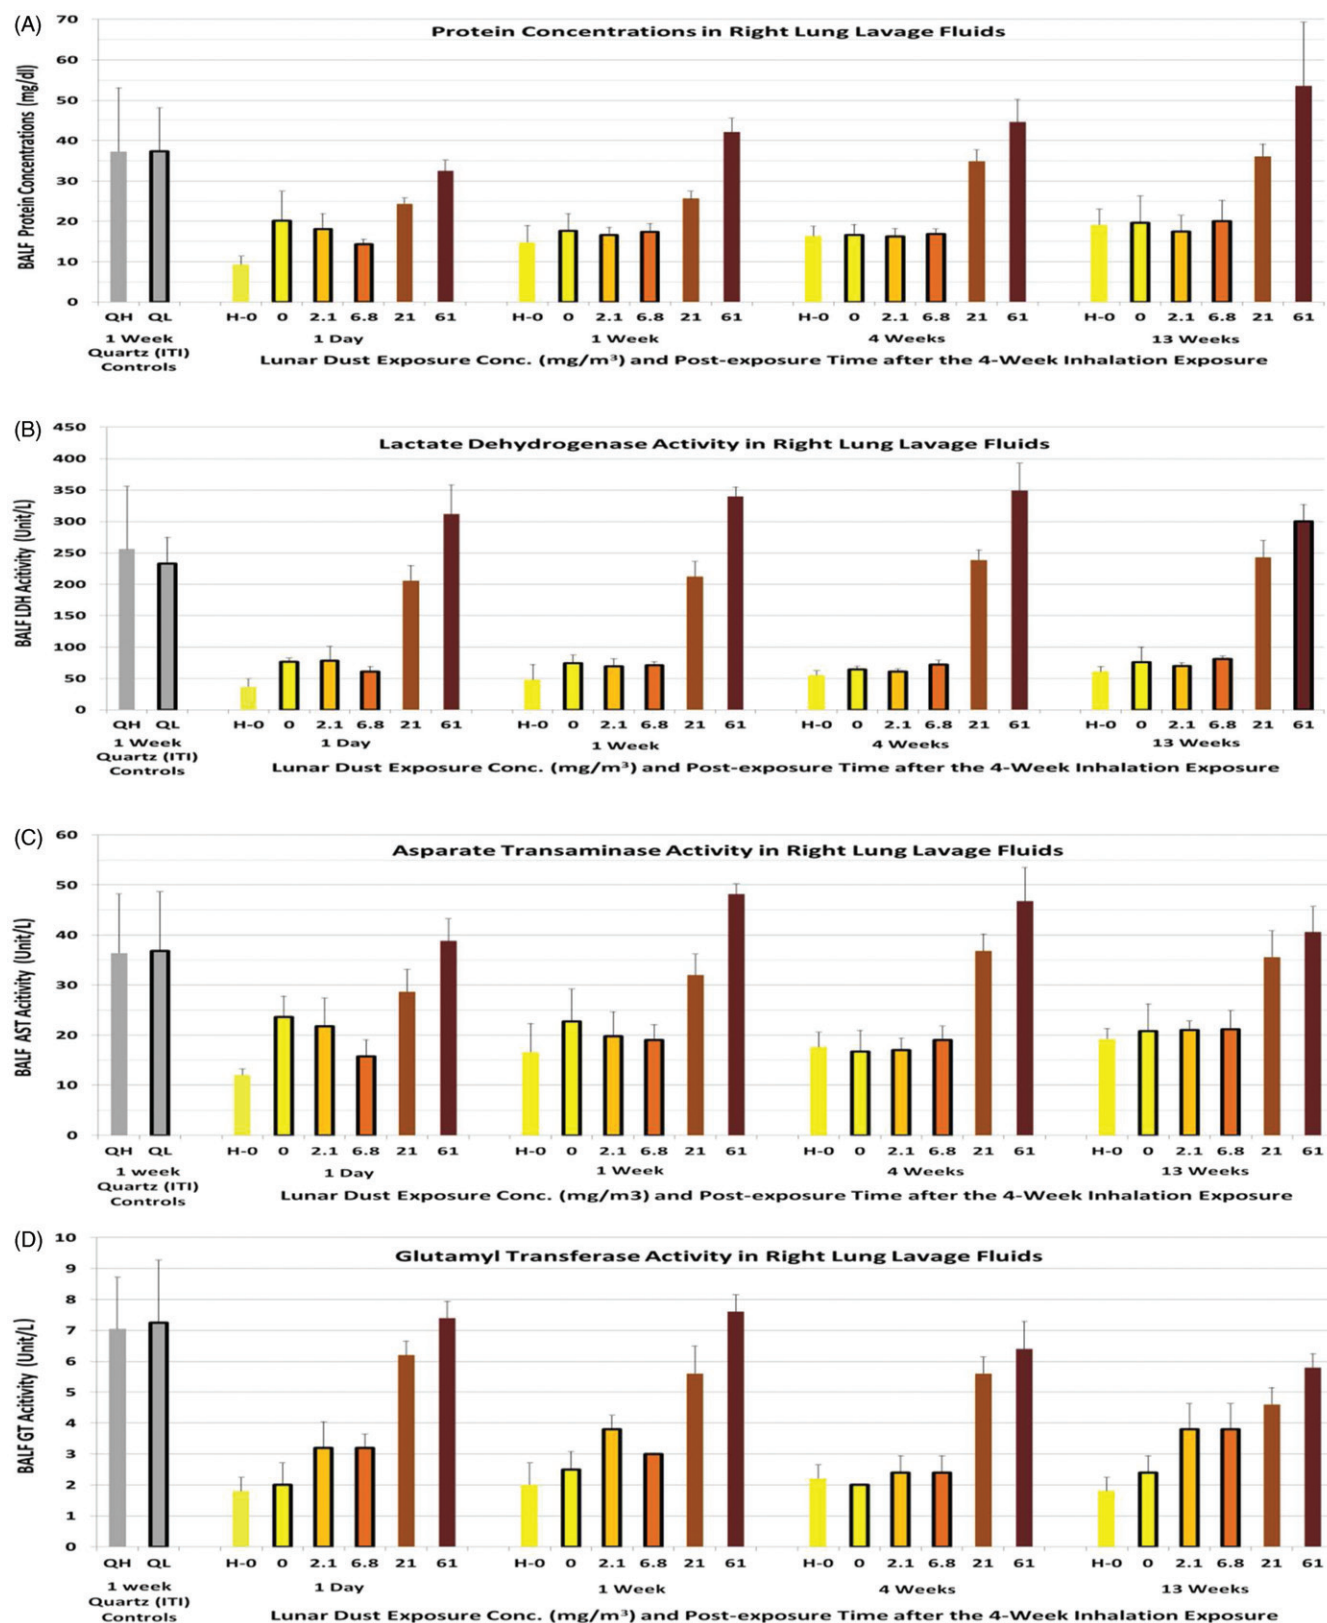 (A)
Protein Concentrations in Right Lung Lavage Fluids
BALF Protein Concentrations (mg/dl)
70
60
50
40
30
20
10
0
QH QL H-0 0 2.1 6.8 21 61 H-0 0 2.1 6.8 21 61 H-0 0 2.1 6.8 21 61 H-0 0 2.1 6.8 21 61
1 Week 1 Day 1 Week 4 Weeks 13 Weeks
Quartz (ITI)
Controls
Lunar Dust Exposure Conc. (mg/m³) and Post-exposure Time after the 4-Week Inhalation Exposure
(B)
Lactate Dehydrogenase Activity in Right Lung Lavage Fluids
BALF LDH Acitivity (Unit/L)
450
400
350
300
250
200
150
100
50
0
QH QL H-0 0 2.1 6.8 21 61 H-0 0 2.1 6.8 21 61 H-0 0 2.1 6.8 21 61 H-0 0 2.1 6.8 21 61
1 Week 1 Day 1 Week 4 Weeks 13 Weeks
Quartz (ITI)
Controls
Lunar Dust Exposure Conc. (mg/m³) and Post-exposure Time after the 4-Week Inhalation Exposure
(C)
Asparate Transaminase Activity in Right Lung Lavage Fluids
BALF AST Acitivity (Unit/L)
60
50
40
30
20
10
0
QH QL H-0 0 2.1 6.8 21 61 H-0 0 2.1 6.8 21 61 H-0 0 2.1 6.8 21 61 H-0 0 2.1 6.8 21 61
1 week 1 Day 1 Week 4 Weeks 13 Weeks
Quartz (ITI)
Controls
Lunar Dust Exposure Conc. (mg/m3) and Post-exposure Time after the 4-Week Inhalation Exposure
(D)
Glutamyl Transferase Activity in Right Lung Lavage Fluids
BALF GT Acitivity (Unit/L)
10
9
8
7
6
5
4
3
2
1
0
QH QL H-0 0 2.1 6.8 21 61 H-0 0 2.1 6.8 21 61 H-0 0 2.1 6.8 21 61 H-0 0 2.1 6.8 21 61
1 week 1 Day 1 Week 4 Weeks 13 Weeks
Quartz (ITI)
Controls
Lunar Dust Exposure Conc. (mg/m³) and Post-exposure Time after the 4-Week Inhalation Exposure